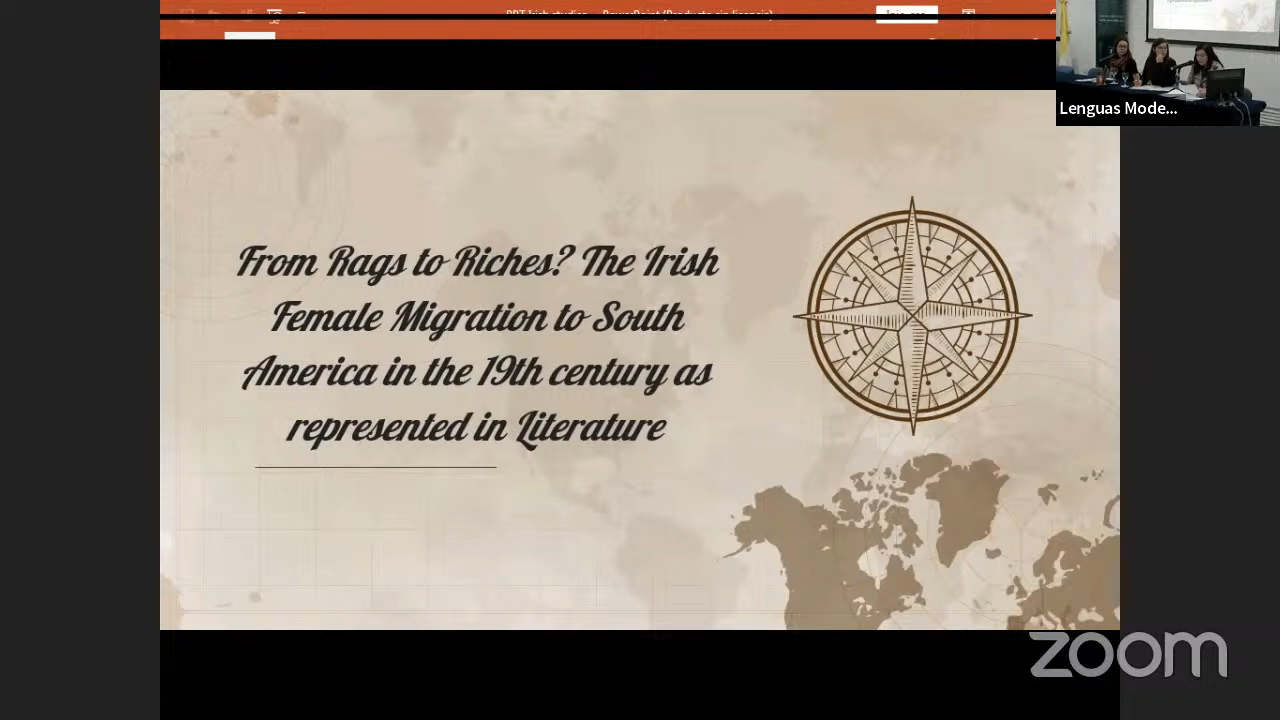 Lenguas Mode...
From Rags to Riches? The Irish
Female Migration to South
America in the 19th century as
represented in Literature
zoom